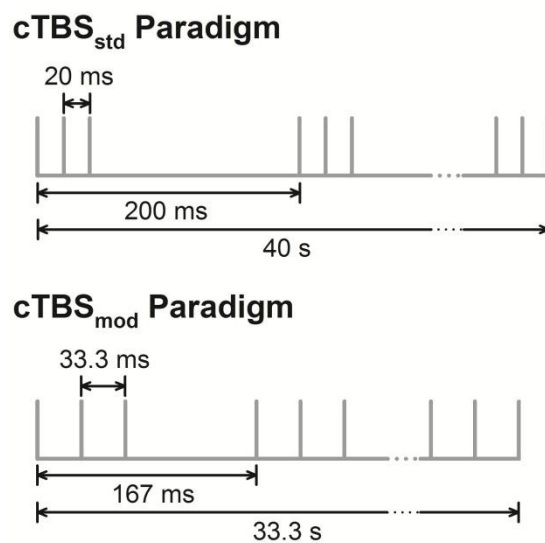 cTBSstd Paradigm
20 ms
200 ms
40 s
cTBSmod Paradigm
33.3 ms
167 ms
33.3 s